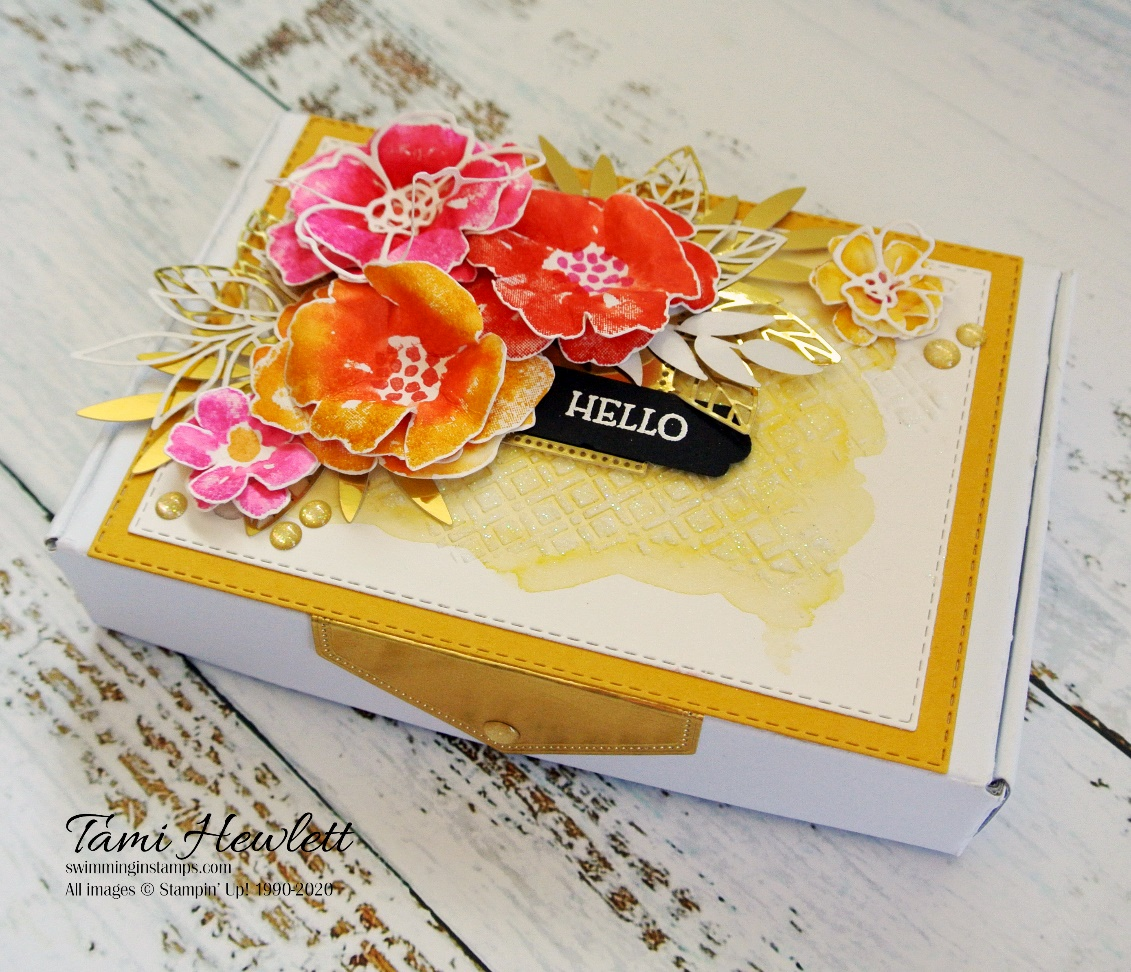 HELLO
Tami Hewlett
swimminginstamps.com
All images © Stampin' Up! 1990-2020